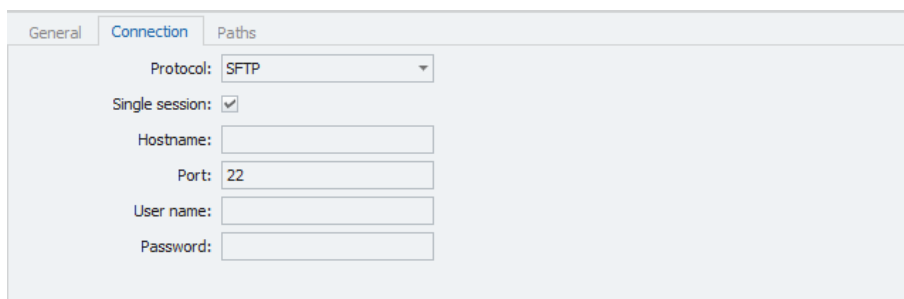 General Connection Paths
Protocol: SFTP
Single session:
Hostname:
Port: 22
User name:
Password: